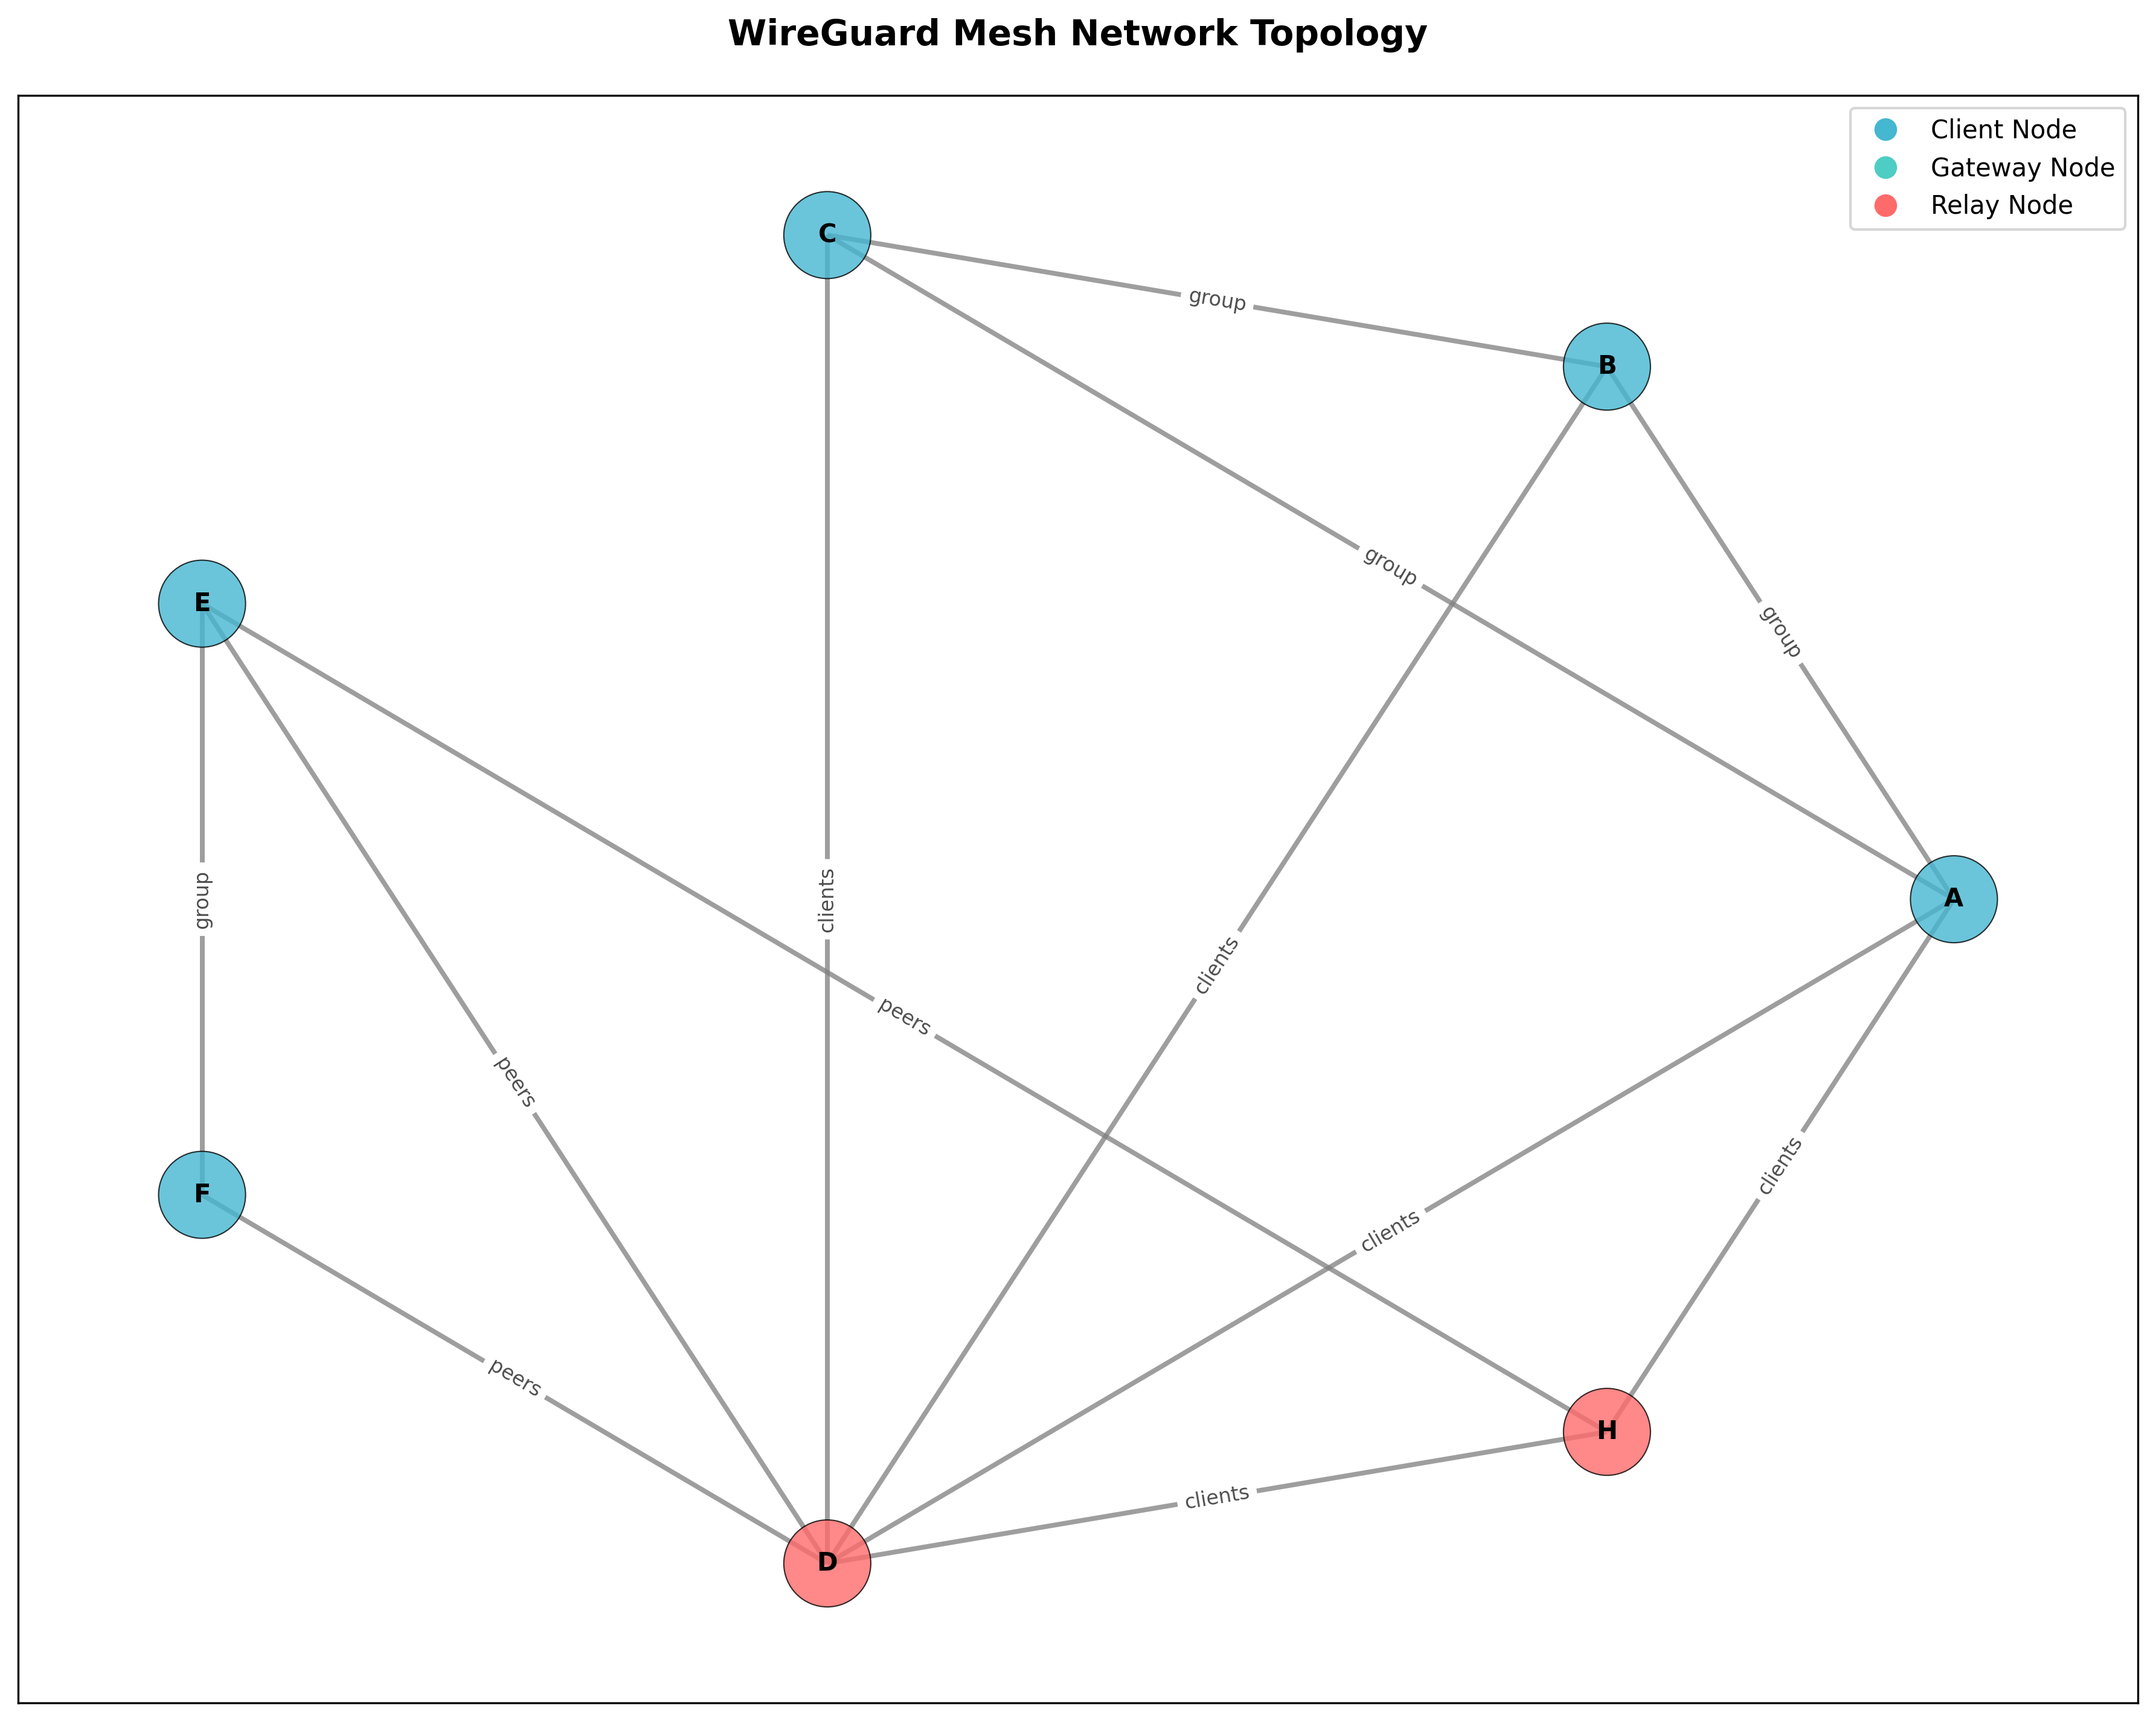 WireGuard Mesh Network Topology
Client Node
Gateway Node
Relay Node
C
group
B
group
E
group
A
group
clients
clients
peers
peers
clients
F
clients
peers
H
clients
D